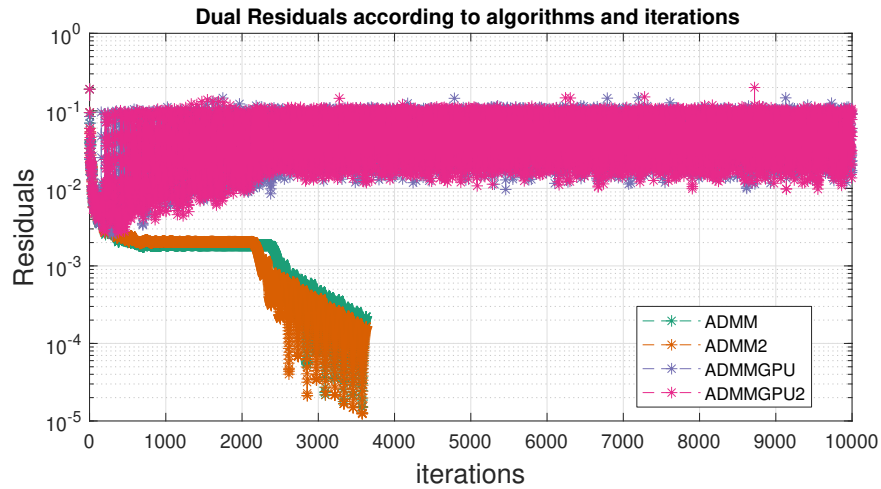 Dual Residuals according to algorithms and iterations
10^0
10^-1
10^-2
10^-3
10^-4
10^-5
Residuals
0 1000 2000 3000 4000 5000 6000 7000 8000 9000 10000
iterations
ADMM
ADMM2
ADMMGPU
ADMMGPU2